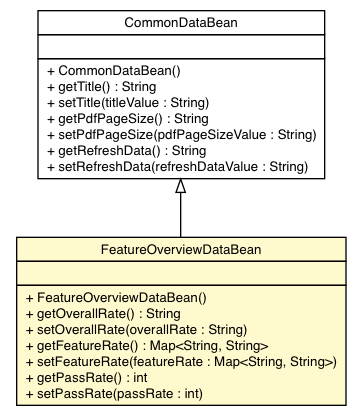 CommonDataBean
+ CommonDataBean()
+ getTitle() : String
+ setTitle(titleValue : String)
+ getPdfPageSize() : String
+ setPdfPageSize(pdfPageSizeValue : String)
+ getRefreshData() : String
+ setRefreshData(refreshDataValue : String)
FeatureOverviewDataBean
+ FeatureOverviewDataBean()
+ getOverallRate() : String
+ setOverallRate(overallRate : String)
+ getFeatureRate() : Map<String, String>
+ setFeatureRate(featureRate : Map<String, String>)
+ getPassRate() : int
+ setPassRate(passRate : int)